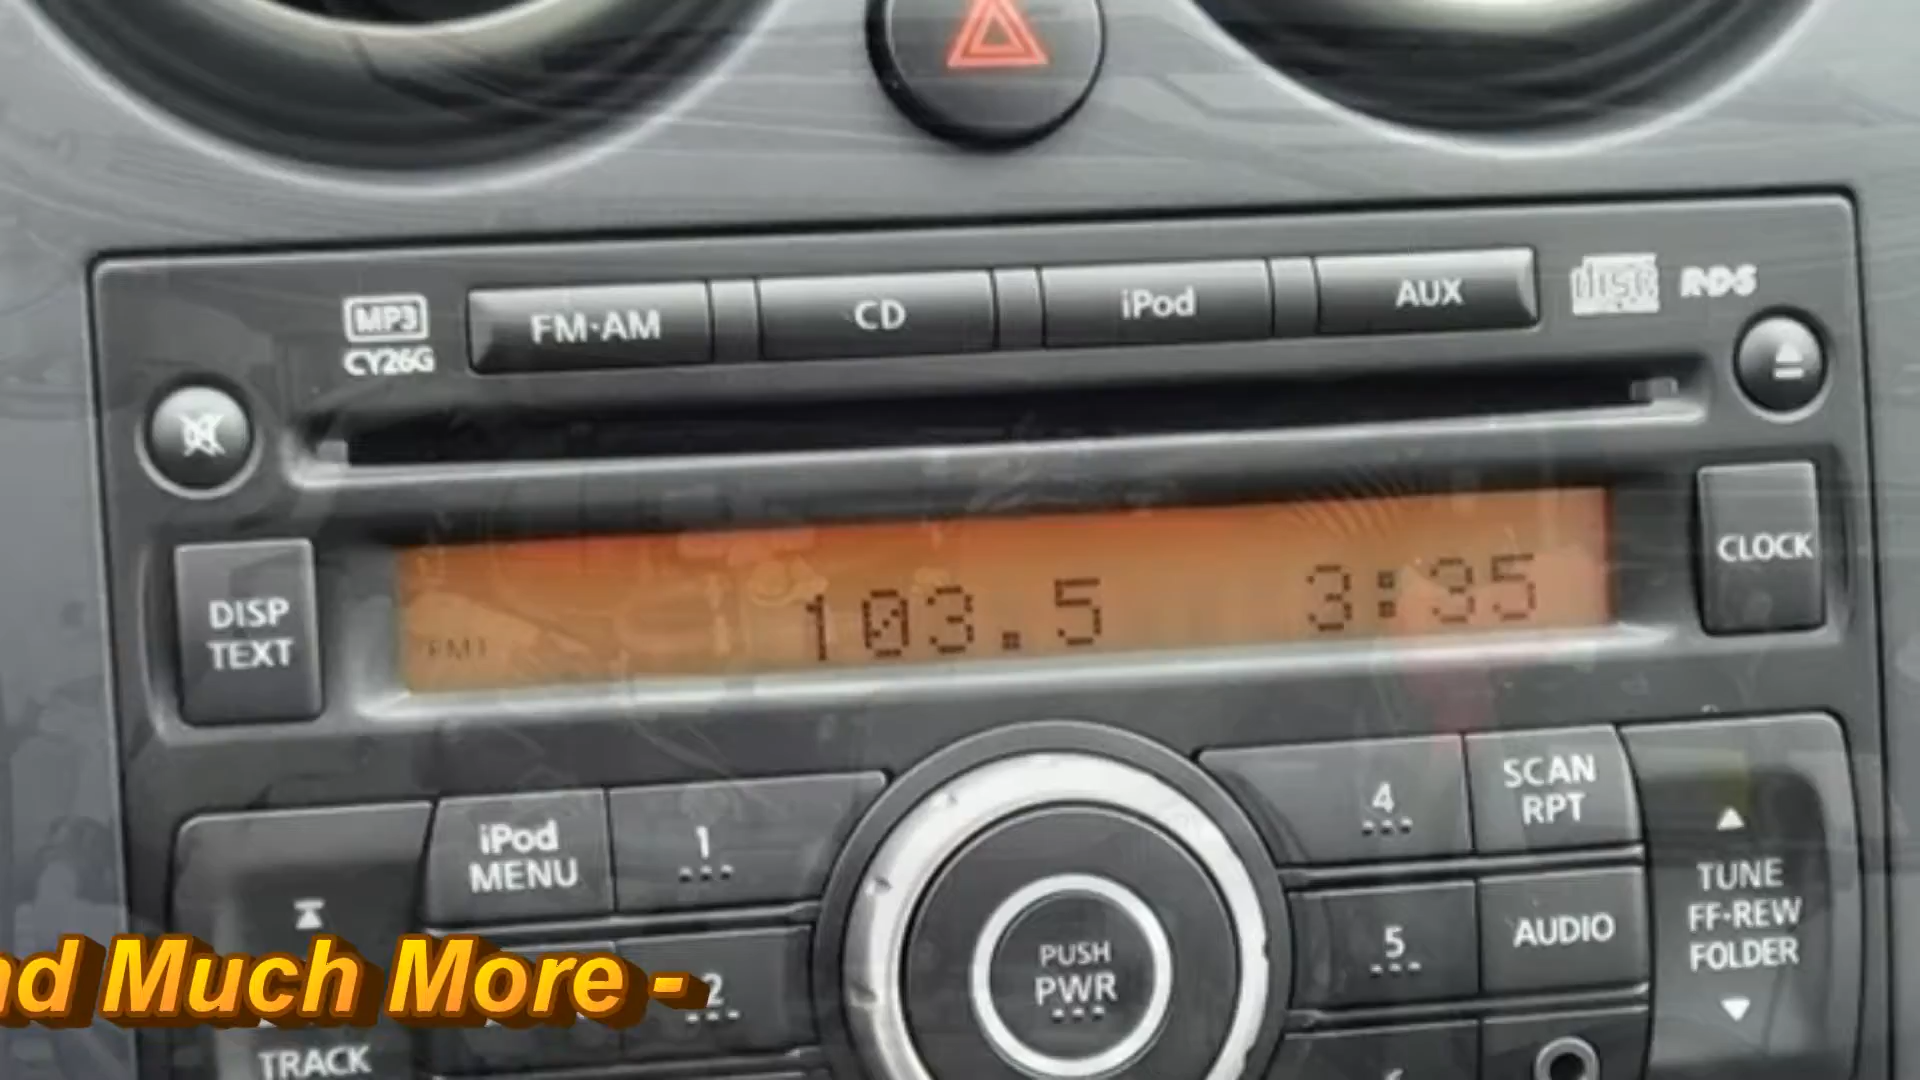 MP3
CY26G
FM·AM
CD
iPod
AUX
disc
RDS
DISP
TEXT
FM1
103.5
3:35
CLOCK
iPod
MENU
1
4
SCAN
RPT
TUNE
FF·REW
FOLDER
2
PUSH
PWR
5
AUDIO
TRACK
nd Much More -